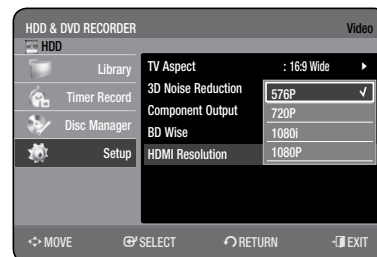 HDD & DVD RECORDER Video
HDD
Library
Timer Record
Disc Manager
Setup
TV Aspect : 16:9 Wide ▸
3D Noise Reduction
Component Output
BD Wise
HDMI Resolution
576P ✓
720P
1080i
1080P
MOVE SELECT RETURN EXIT